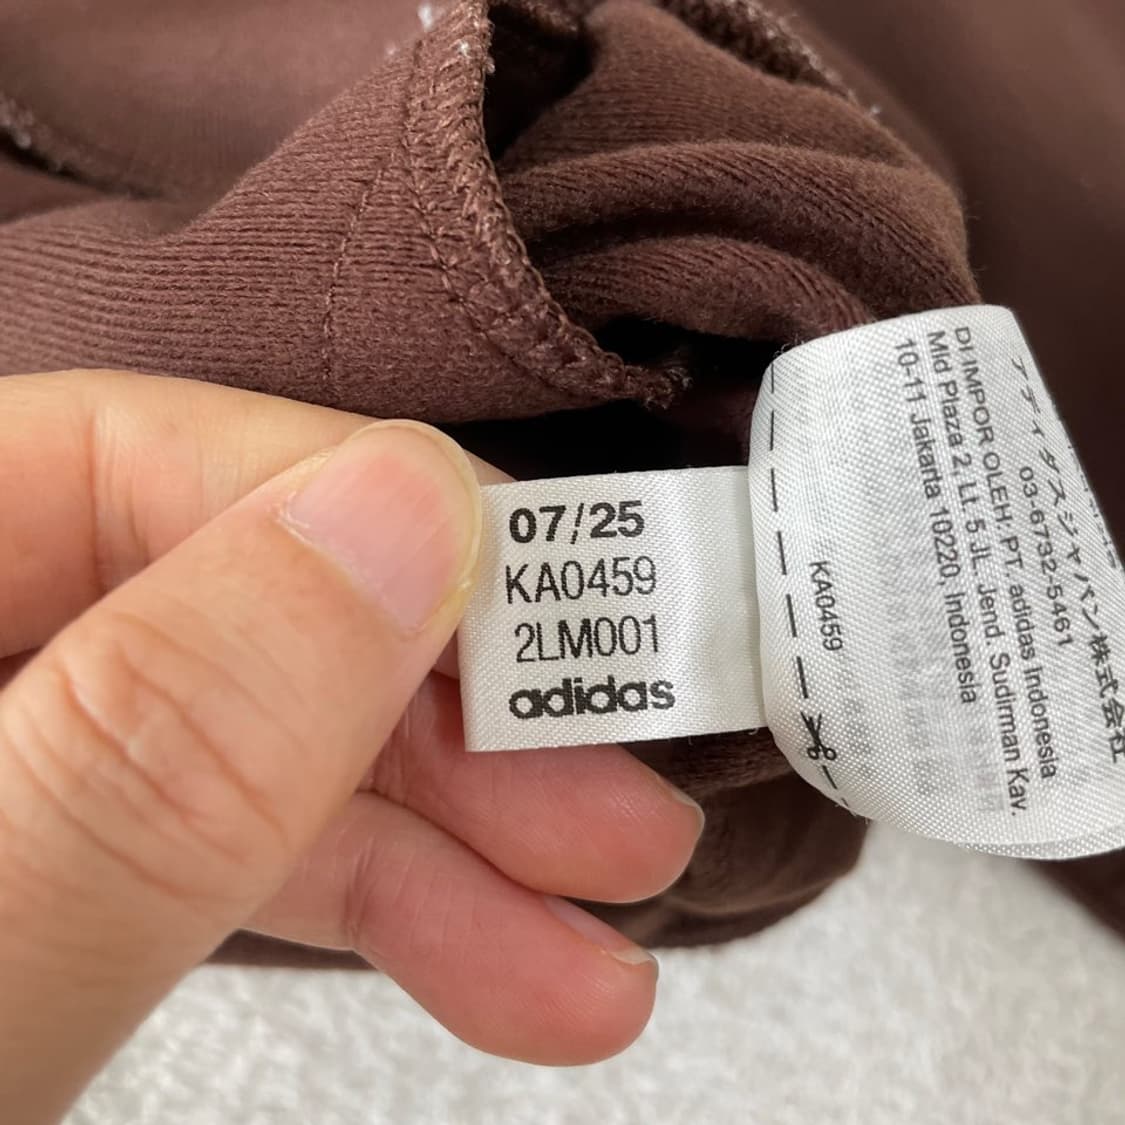 07/25
KA0459
2LM001
adidas
アディダスジャパン株式会社
03-6732-5461
DI IMPOR OLEH: PT. adidas Indonesia
Mid Plaza 2. Lt. 5 JL. Jend. Sudirman Kav.
10-11 Jakarta 10220, Indonesia
KA0459